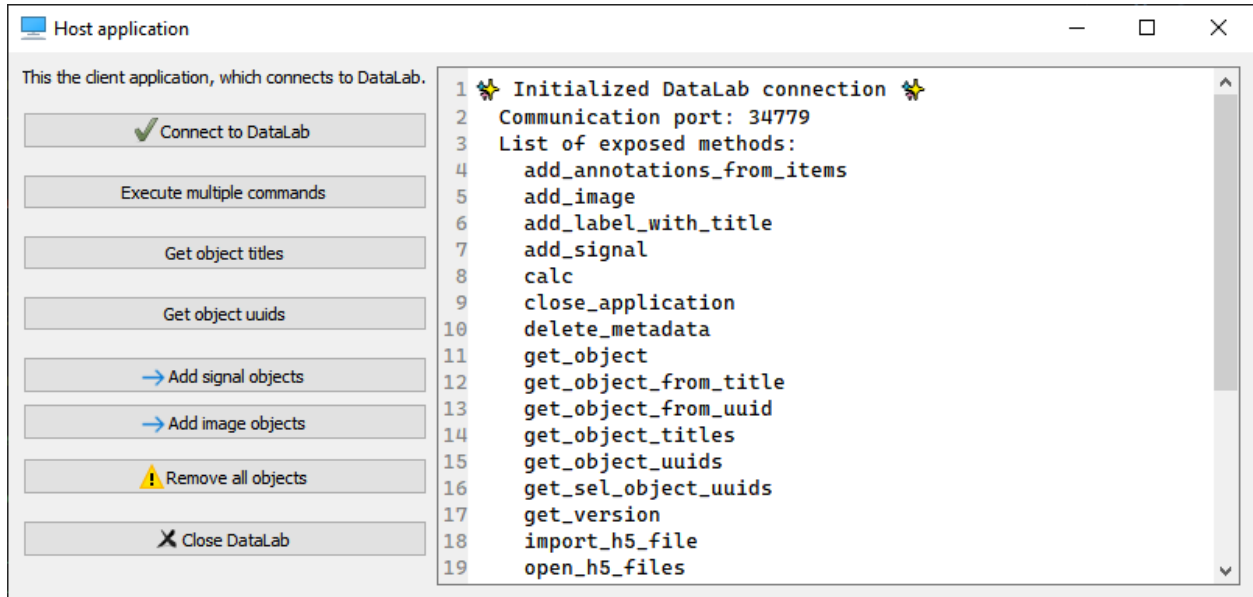 Host application
This the client application, which connects to DataLab.
Connect to DataLab
Execute multiple commands
Get object titles
Get object uuids
Add signal objects
Add image objects
Remove all objects
Close DataLab
1 Initialized DataLab connection
2 Communication port: 34779
3 List of exposed methods:
4 add_annotations_from_items
5 add_image
6 add_label_with_title
7 add_signal
8 calc
9 close_application
10 delete_metadata
11 get_object
12 get_object_from_title
13 get_object_from_uuid
14 get_object_titles
15 get_object_uuids
16 get_sel_object_uuids
17 get_version
18 import_h5_file
19 open_h5_files